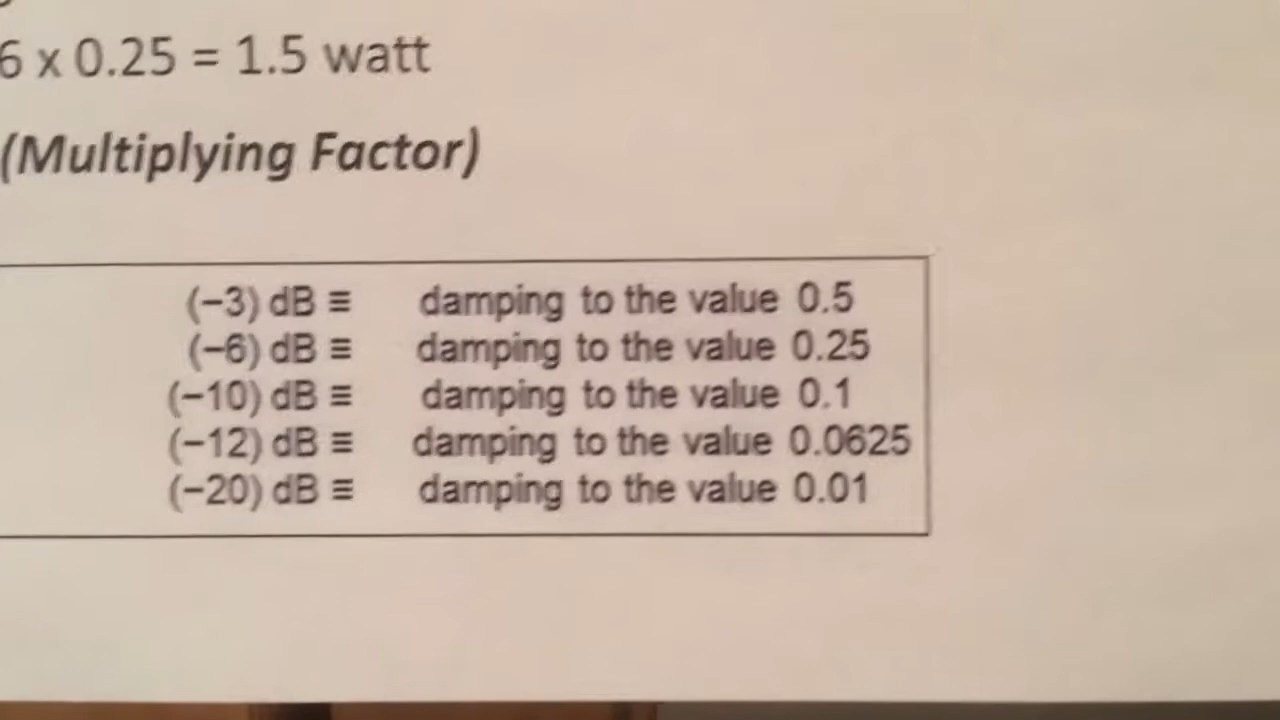 6 x 0.25 = 1.5 watt
(Multiplying Factor)
(−3) dB ≡ damping to the value 0.5
(−6) dB ≡ damping to the value 0.25
(−10) dB ≡ damping to the value 0.1
(−12) dB ≡ damping to the value 0.0625
(−20) dB ≡ damping to the value 0.01